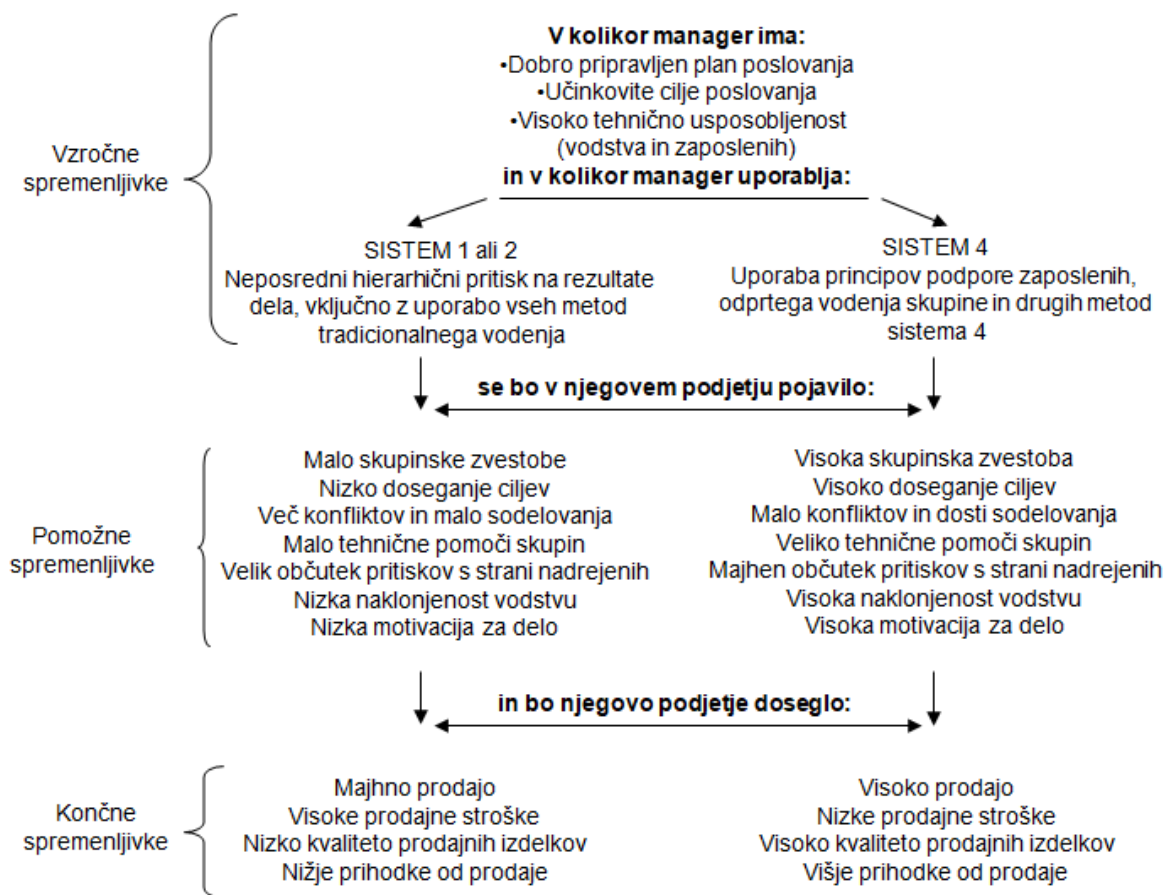 V kolikor manager ima:
•Dobro pripravljen plan poslovanja
•Učinkovite cilje poslovanja
•Visoko tehnično usposobljenost
(vodstva in zaposlenih)
in v kolikor manager uporablja:
Vzročne
spremenljivke
SISTEM 1 ali 2
Neposredni hierarhični pritisk na rezultate
dela, vključno z uporabo vseh metod
tradicionalnega vodenja
SISTEM 4
Uporaba principov podpore zaposlenih,
odprtega vodenja skupine in drugih metod
sistema 4
se bo v njegovem podjetju pojavilo:
Pomožne
spremenljivke
Malo skupinske zvestobe
Nizko doseganje ciljev
Več konfliktov in malo sodelovanja
Malo tehnične pomoči skupin
Velik občutek pritiskov s strani nadrejenih
Nizka naklonjenost vodstvu
Nizka motivacija za delo
Visoka skupinska zvestoba
Visoko doseganje ciljev
Malo konfliktov in dosti sodelovanja
Veliko tehnične pomoči skupin
Majhen občutek pritiskov s strani nadrejenih
Visoka naklonjenost vodstvu
Visoka motivacija za delo
in bo njegovo podjetje doseglo:
Končne
spremenljivke
Majhno prodajo
Visoke prodajne stroške
Nizko kvaliteto prodajnih izdelkov
Nižje prihodke od prodaje
Visoko prodajo
Nizke prodajne stroške
Visoko kvaliteto prodajnih izdelkov
Višje prihodke od prodaje